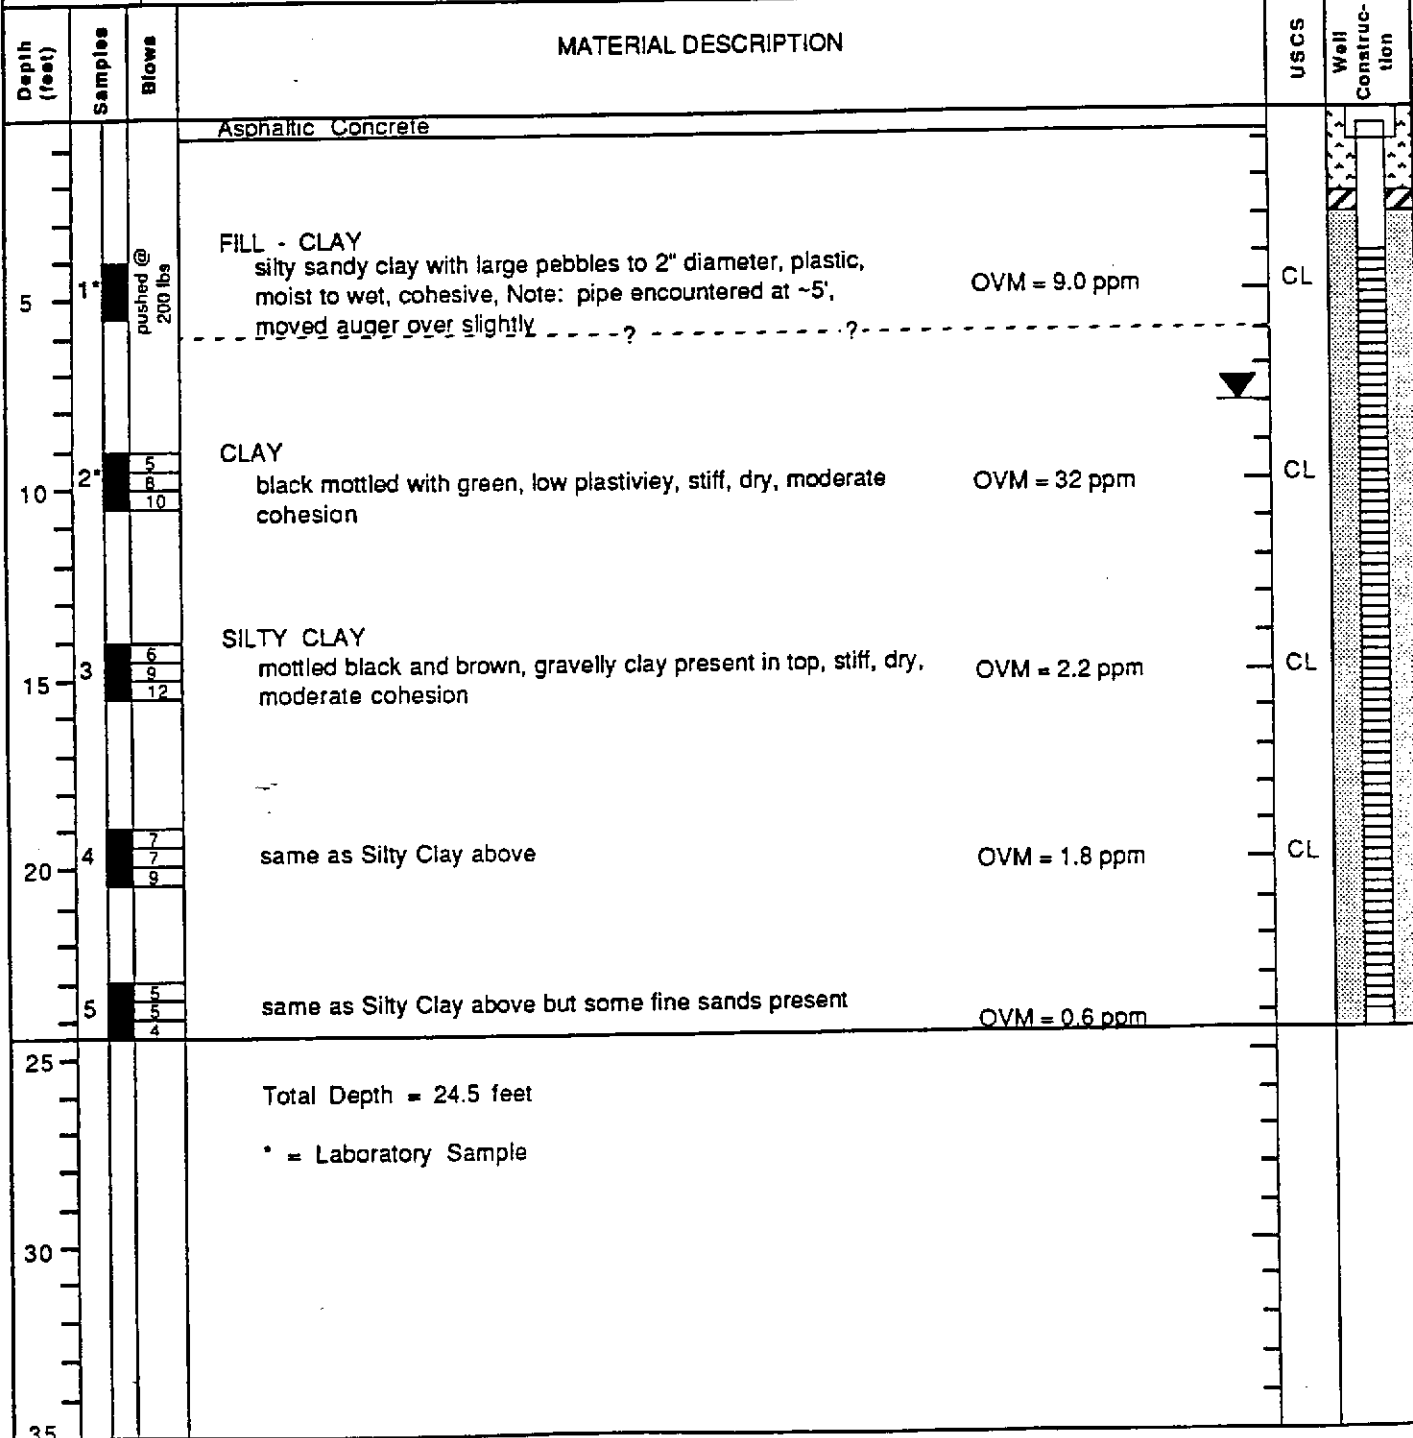 Depth (feet)
Samples
Blows
MATERIAL DESCRIPTION
USCS
Well Construc-tion
Asphaltic Concrete
FILL - CLAY
silty sandy clay with large pebbles to 2" diameter, plastic,
moist to wet, cohesive, Note: pipe encountered at ~5',
moved auger over slightly
OVM = 9.0 ppm
CL
5
1*
pushed @ 200 lbs
? ?
CLAY
black mottled with green, low plastiviey, stiff, dry, moderate
cohesion
OVM = 32 ppm
CL
10
2*
5
8
10
SILTY CLAY
mottled black and brown, gravelly clay present in top, stiff, dry,
moderate cohesion
OVM = 2.2 ppm
CL
15
3
6
9
12
same as Silty Clay above
OVM = 1.8 ppm
CL
20
4
7
7
9
same as Silty Clay above but some fine sands present
OVM = 0.6 ppm
5
5
5
4
25
Total Depth = 24.5 feet
* = Laboratory Sample
30
35